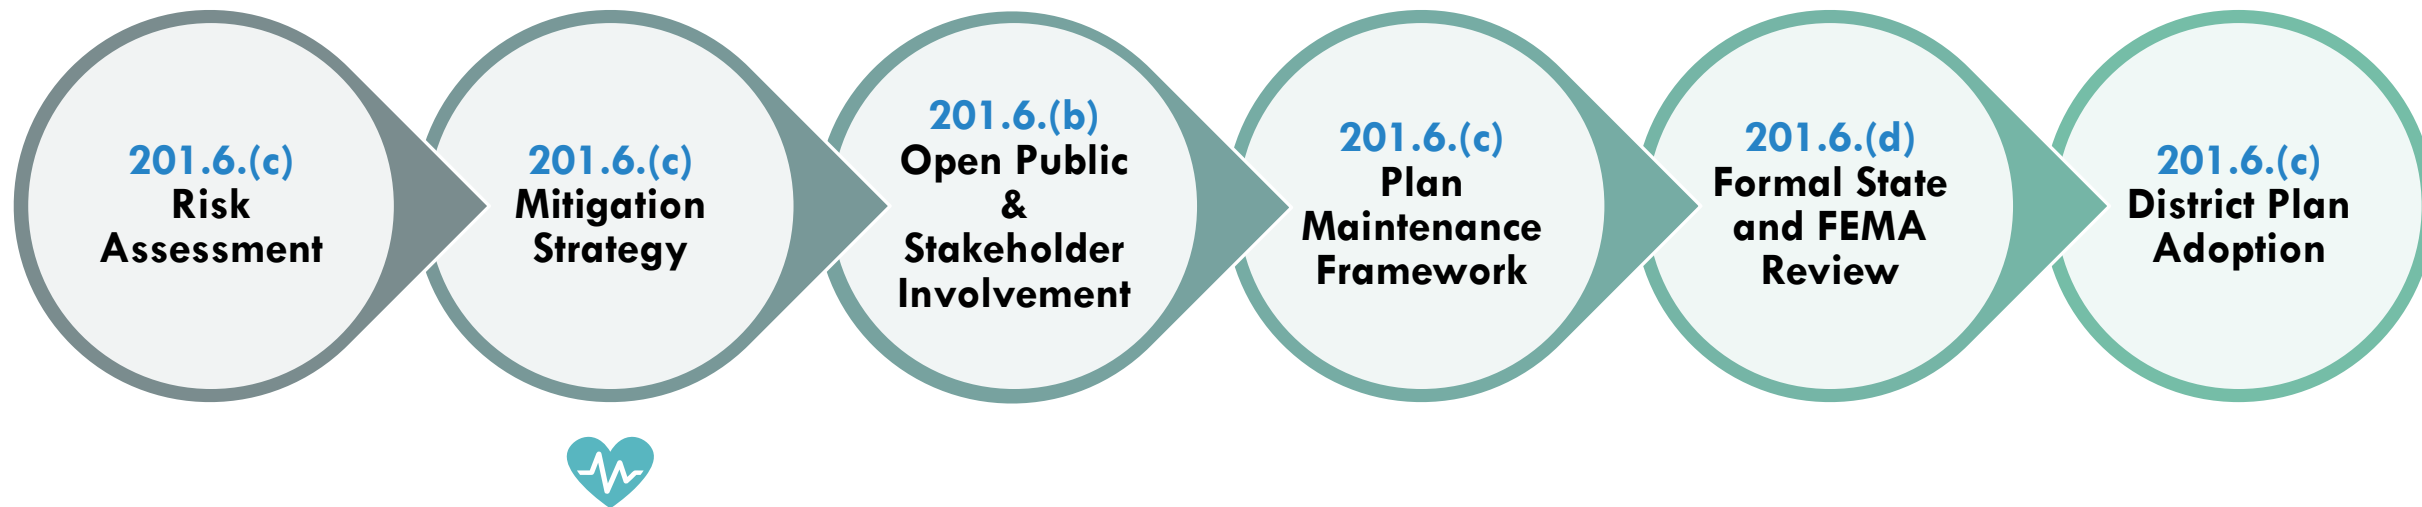 201.6.(c)
Risk
Assessment
201.6.(c)
Mitigation
Strategy
201.6.(b)
Open Public
&
Stakeholder
Involvement
201.6.(c)
Plan
Maintenance
Framework
201.6.(d)
Formal State
and FEMA
Review
201.6.(c)
District Plan
Adoption